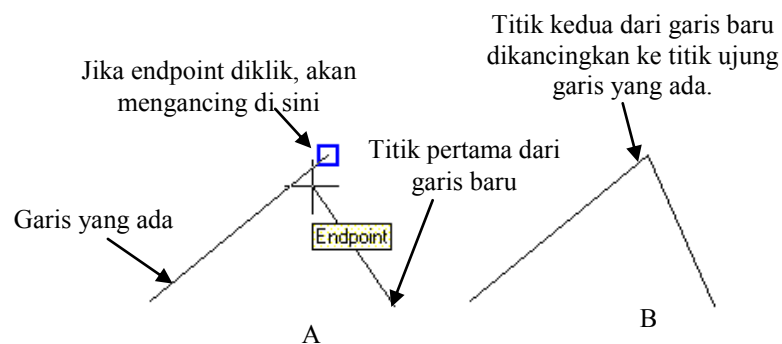 Jika endpoint diklik, akan
mengancing di sini
Titik kedua dari garis baru
dikancingkan ke titik ujung
garis yang ada.
Titik pertama dari
garis baru
Garis yang ada
Endpoint
A
B